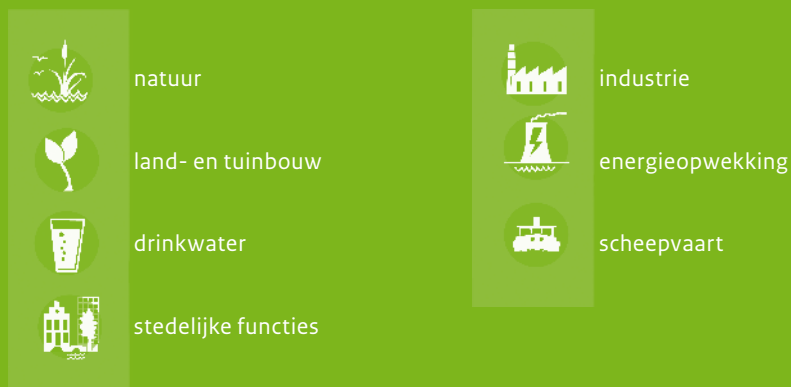 natuur
land- en tuinbouw
drinkwater
stedelijke functies
industrie
energieopwekking
scheepvaart